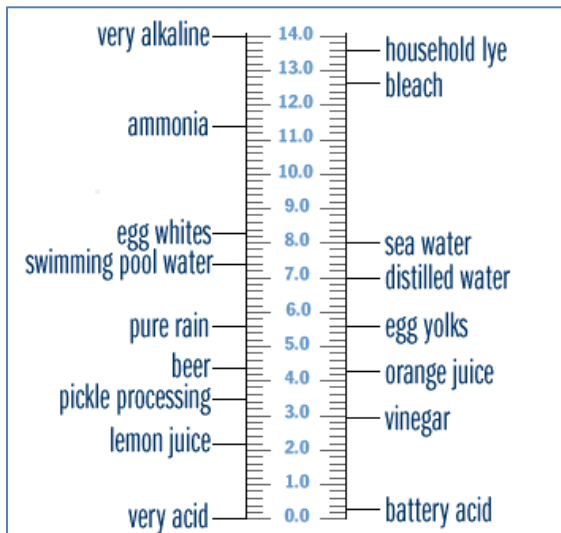 very alkaline
14.0
household lye
13.0
bleach
12.0
ammonia
11.0
10.0
9.0
egg whites
8.0
sea water
swimming pool water
7.0
distilled water
6.0
pure rain
egg yolks
5.0
beer
4.0
orange juice
pickle processing
3.0
vinegar
lemon juice
2.0
1.0
very acid
0.0
battery acid